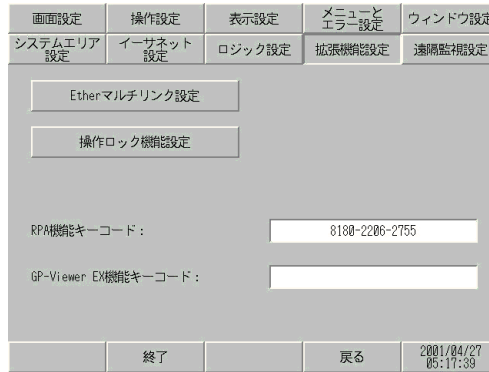 画面設定
操作設定
表示設定
メニューと
エラー設定
ウィンドウ設定
システムエリア
設定
イーサネット
設定
ロジック設定
拡張機能設定
遠隔監視設定
Etherマルチリンク設定
操作ロック機能設定
RPA機能キーコード：
8180-2206-2755
GP-Viewer EX機能キーコード：
終了
戻る
2001/04/27
05:17:39